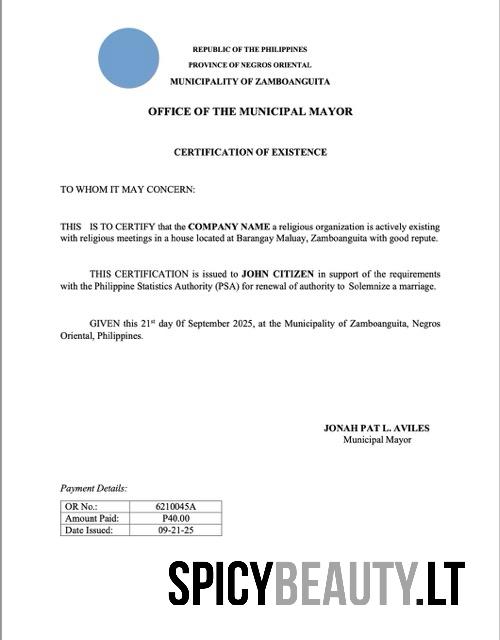 REPUBLIC OF THE PHILIPPINES
PROVINCE OF NEGROS ORIENTAL
MUNICIPALITY OF ZAMBOANGUITA
OFFICE OF THE MUNICIPAL MAYOR
CERTIFICATION OF EXISTENCE
TO WHOM IT MAY CONCERN:
THIS IS TO CERTIFY that the COMPANY NAME a religious organization is actively existing
with religious meetings in a house located at Barangay Maluay, Zamboanguita with good repute.
THIS CERTIFICATION is issued to JOHN CITIZEN in support of the requirements
with the Philippine Statistics Authority (PSA) for renewal of authority to Solemnize a marriage.
GIVEN this 21st day 0f September 2025, at the Municipality of Zamboanguita, Negros
Oriental, Philippines.
JONAH PAT L. AVILES
Municipal Mayor
Payment Details:
OR No.: 6210045A
Amount Paid: P40.00
Date Issued: 09-21-25
SPICYBEAUTY.LT